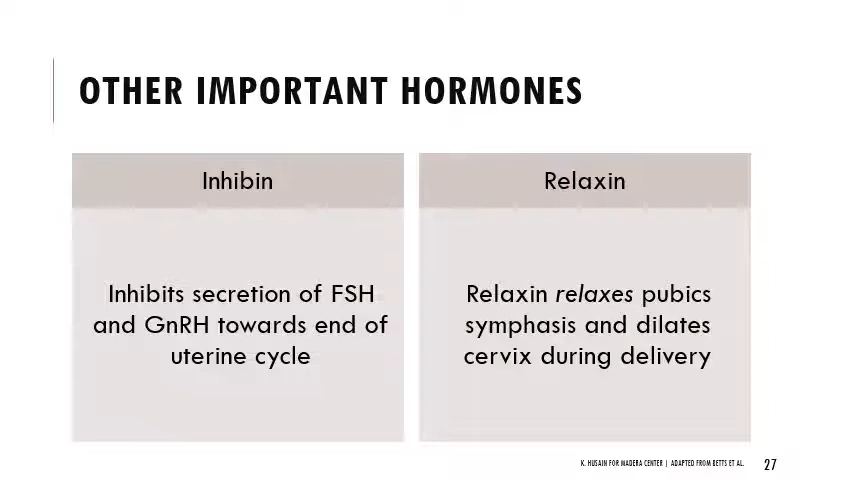 OTHER IMPORTANT HORMONES
Inhibin
Inhibits secretion of FSH
and GnRH towards end of
uterine cycle
Relaxin
Relaxin relaxes pubics
symphasis and dilates
cervix during delivery
K. HUSAIN FOR MADERA CENTER | ADAPTED FROM BETTS ET AL.
27